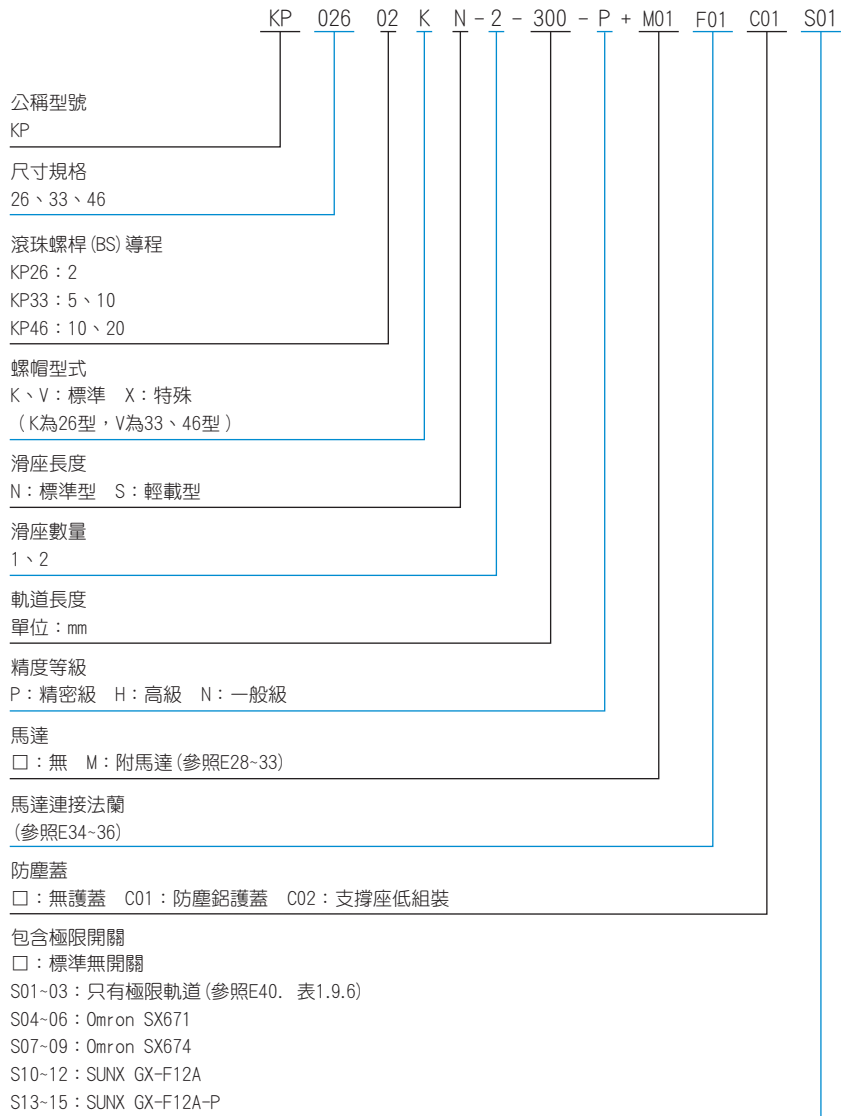 KP 026 02 K N - 2 - 300 - P + M01 F01 C01 S01
公稱型號
KP
尺寸規格
26、33、46
滾珠螺桿(BS)導程
KP26：2
KP33：5、10
KP46：10、20
螺帽型式
K、V：標準 X：特殊
（K為26型，V為33、46型）
滑座長度
N：標準型 S：輕載型
滑座數量
1、2
軌道長度
單位：mm
精度等級
P：精密級 H：高級 N：一般級
馬達
□：無 M：附馬達(參照E28~33)
馬達連接法蘭
(參照E34~36)
防塵蓋
□：無護蓋 C01：防塵鋁護蓋 C02：支撐座低組裝
包含極限開關
□：標準無開關
S01~03：只有極限軌道(參照E40. 表1.9.6)
S04~06：Omron SX671
S07~09：Omron SX674
S10~12：SUNX GX-F12A
S13~15：SUNX GX-F12A-P